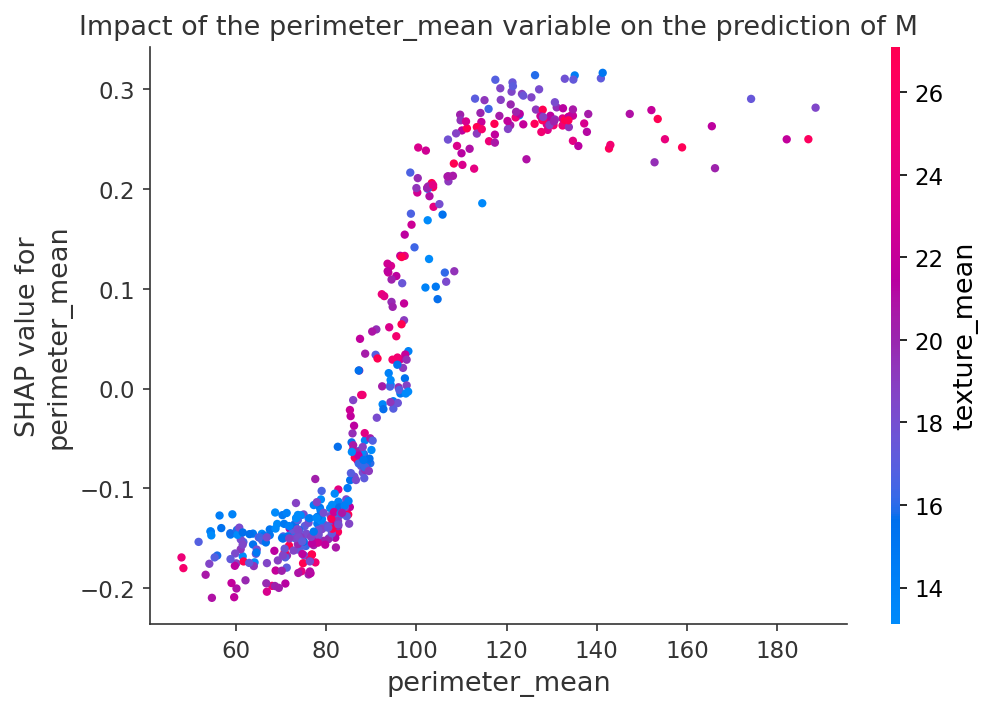 Impact of the perimeter_mean variable on the prediction of M
SHAP value for
perimeter_mean
0.3
0.2
0.1
0.0
−0.1
−0.2
60 80 100 120 140 160 180
perimeter_mean
26
24
22
20
18
16
14
texture_mean